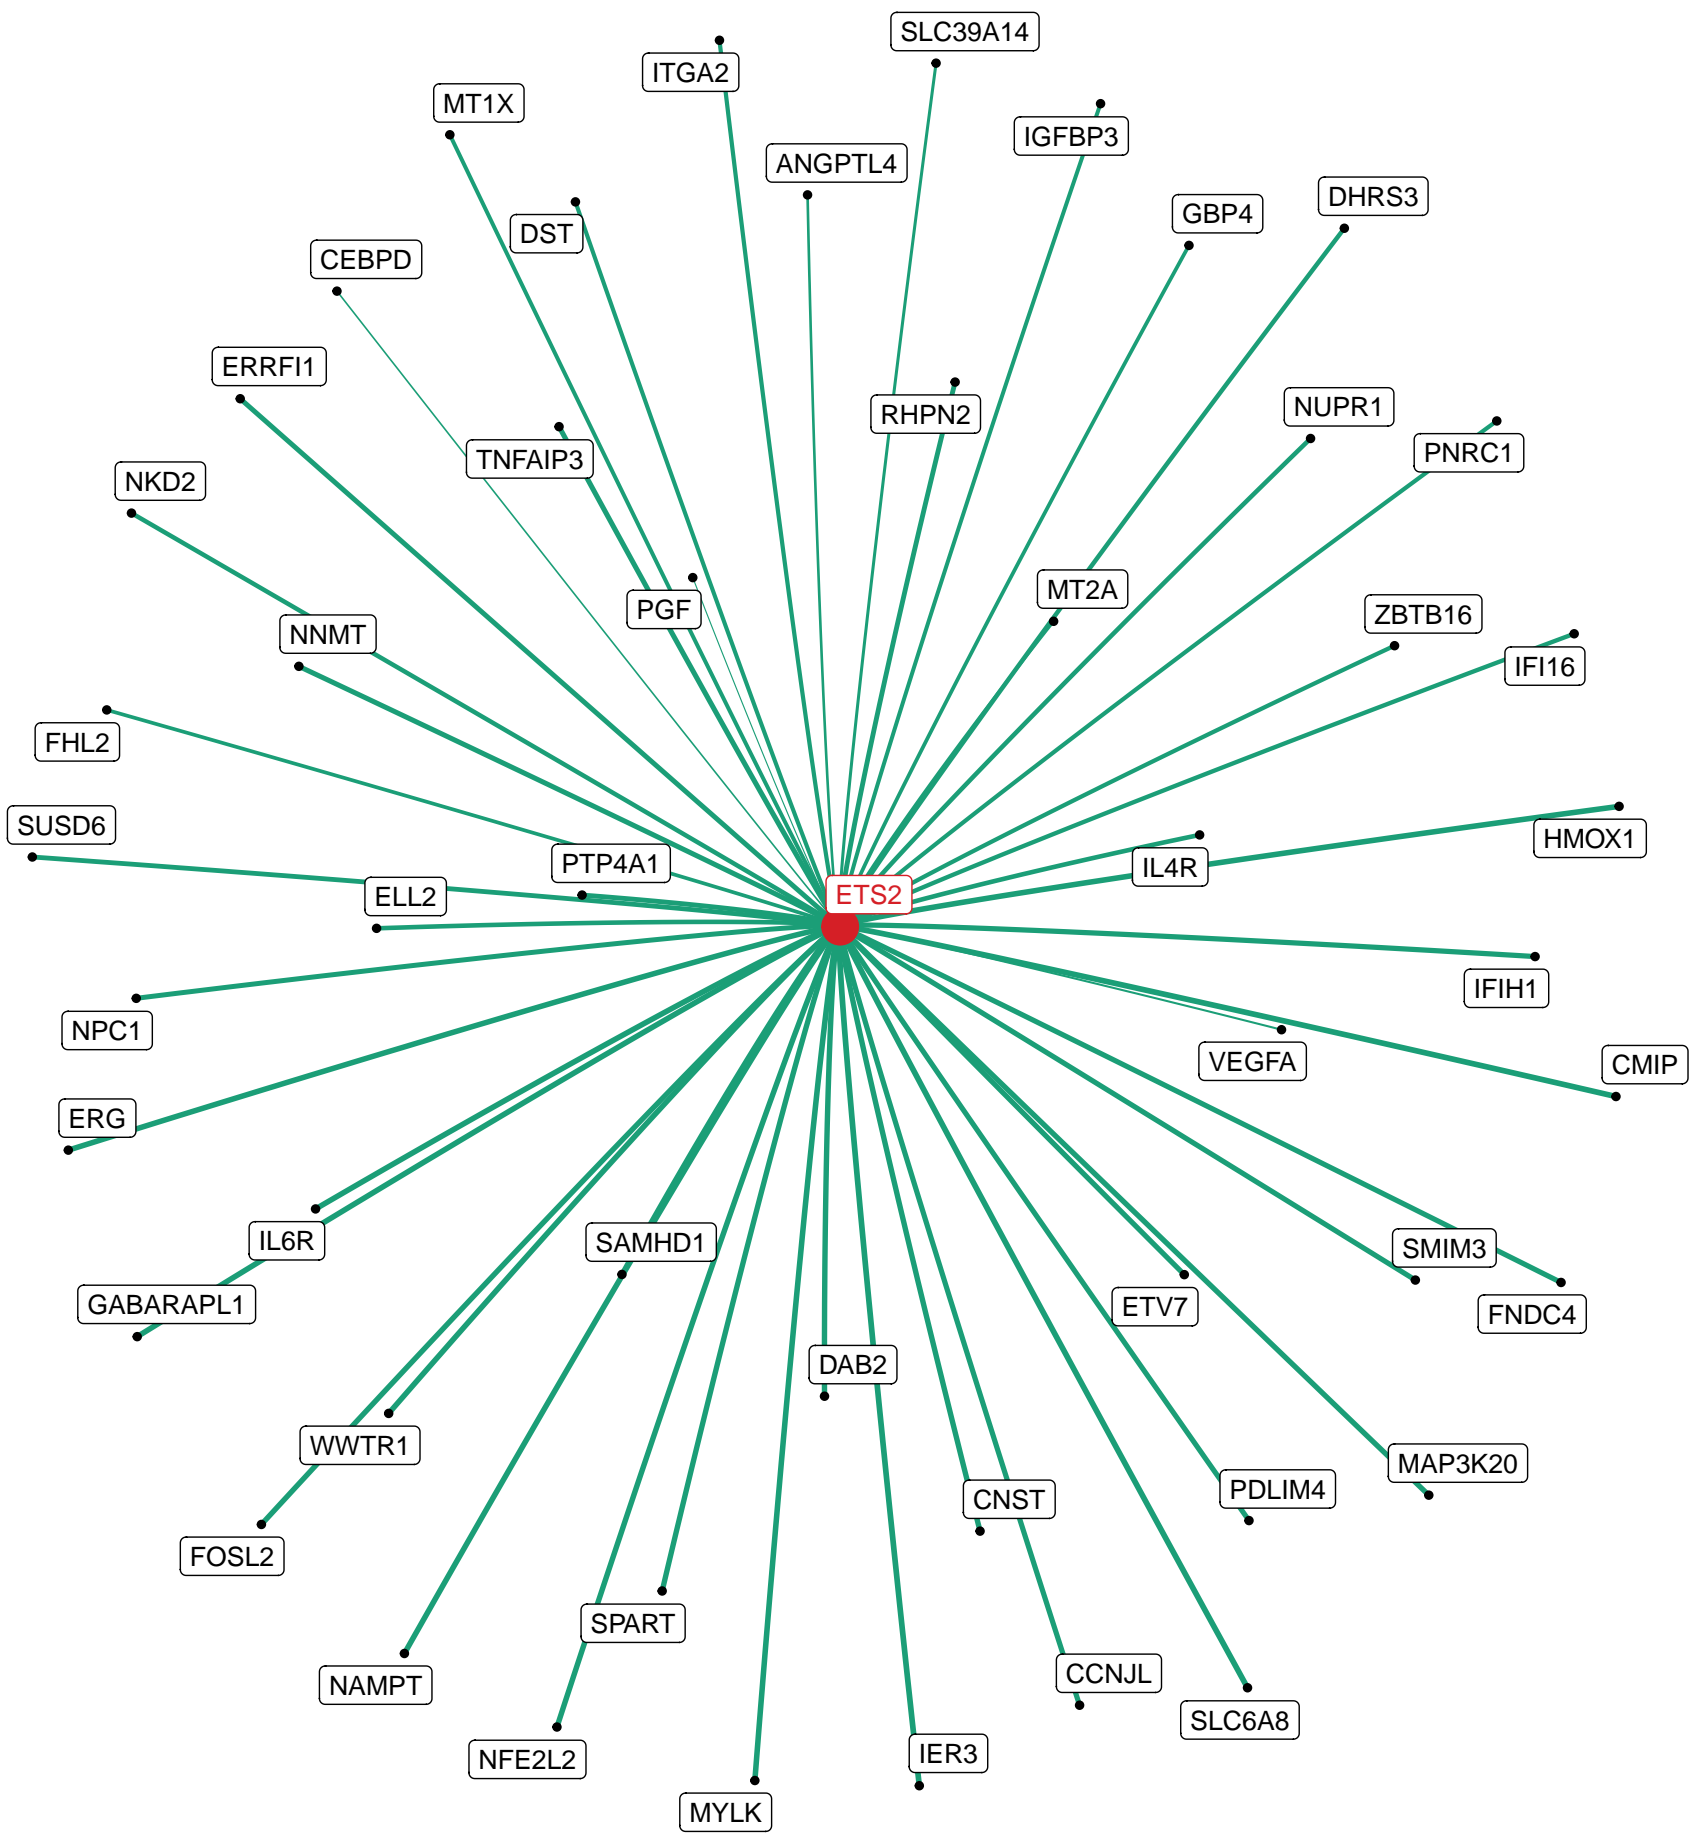 SLC39A14
ITGA2
MT1X
IGFBP3
ANGPTL4
DHRS3
GBP4
DST
CEBPD
ERRFI1
NUPR1
RHPN2
PNRC1
TNFAIP3
NKD2
MT2A
PGF
ZBTB16
NNMT
IFI16
FHL2
SUSD6
HMOX1
PTP4A1
IL4R
ELL2
ETS2
IFIH1
NPC1
VEGFA
CMIP
ERG
IL6R
SAMHD1
SMIM3
GABARAPL1
ETV7
FNDC4
DAB2
WWTR1
MAP3K20
PDLIM4
CNST
FOSL2
SPART
CCNJL
NAMPT
SLC6A8
IER3
NFE2L2
MYLK